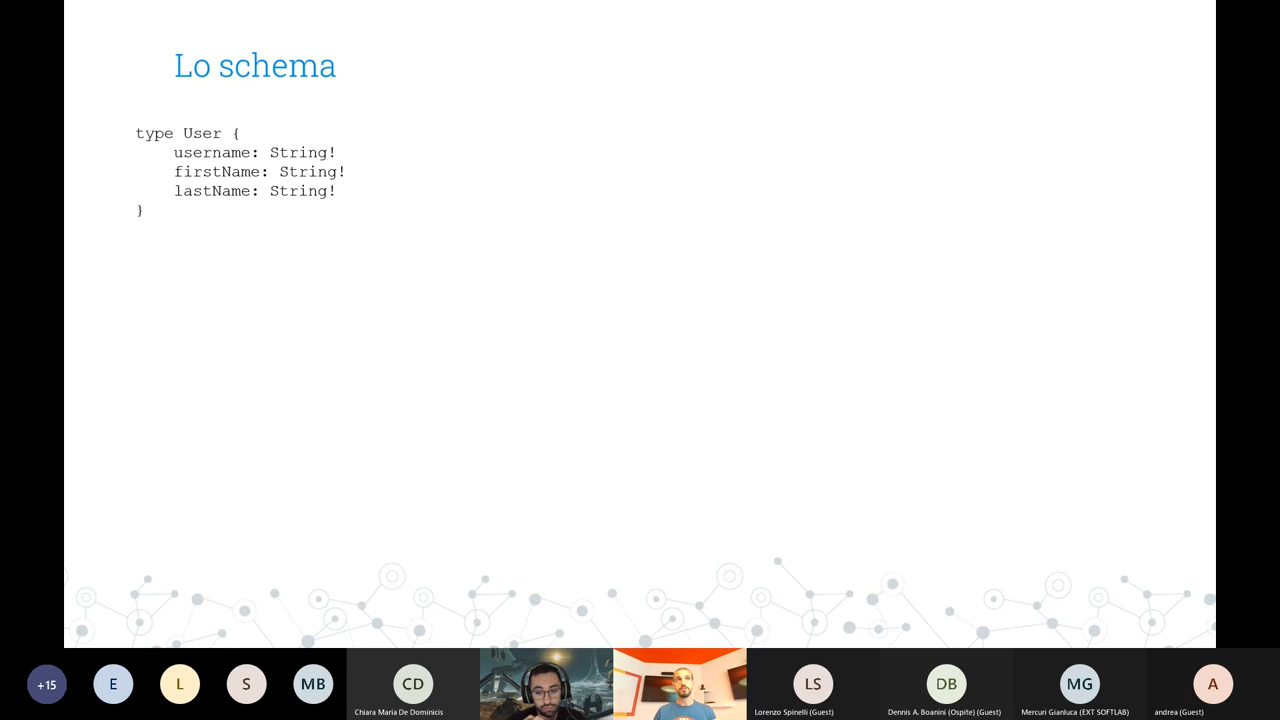 Lo schema
type User {
    username: String!
    firstName: String!
    lastName: String!
}
+15
E
L
S
MB
CD
Chiara Maria De Dominicis
LS
Lorenzo Spinelli (Guest)
DB
Dennis A. Boanini (Ospite) (Guest)
MG
Mercuri Gianluca (EXT SOFTLAB)
A
andrea (Guest)